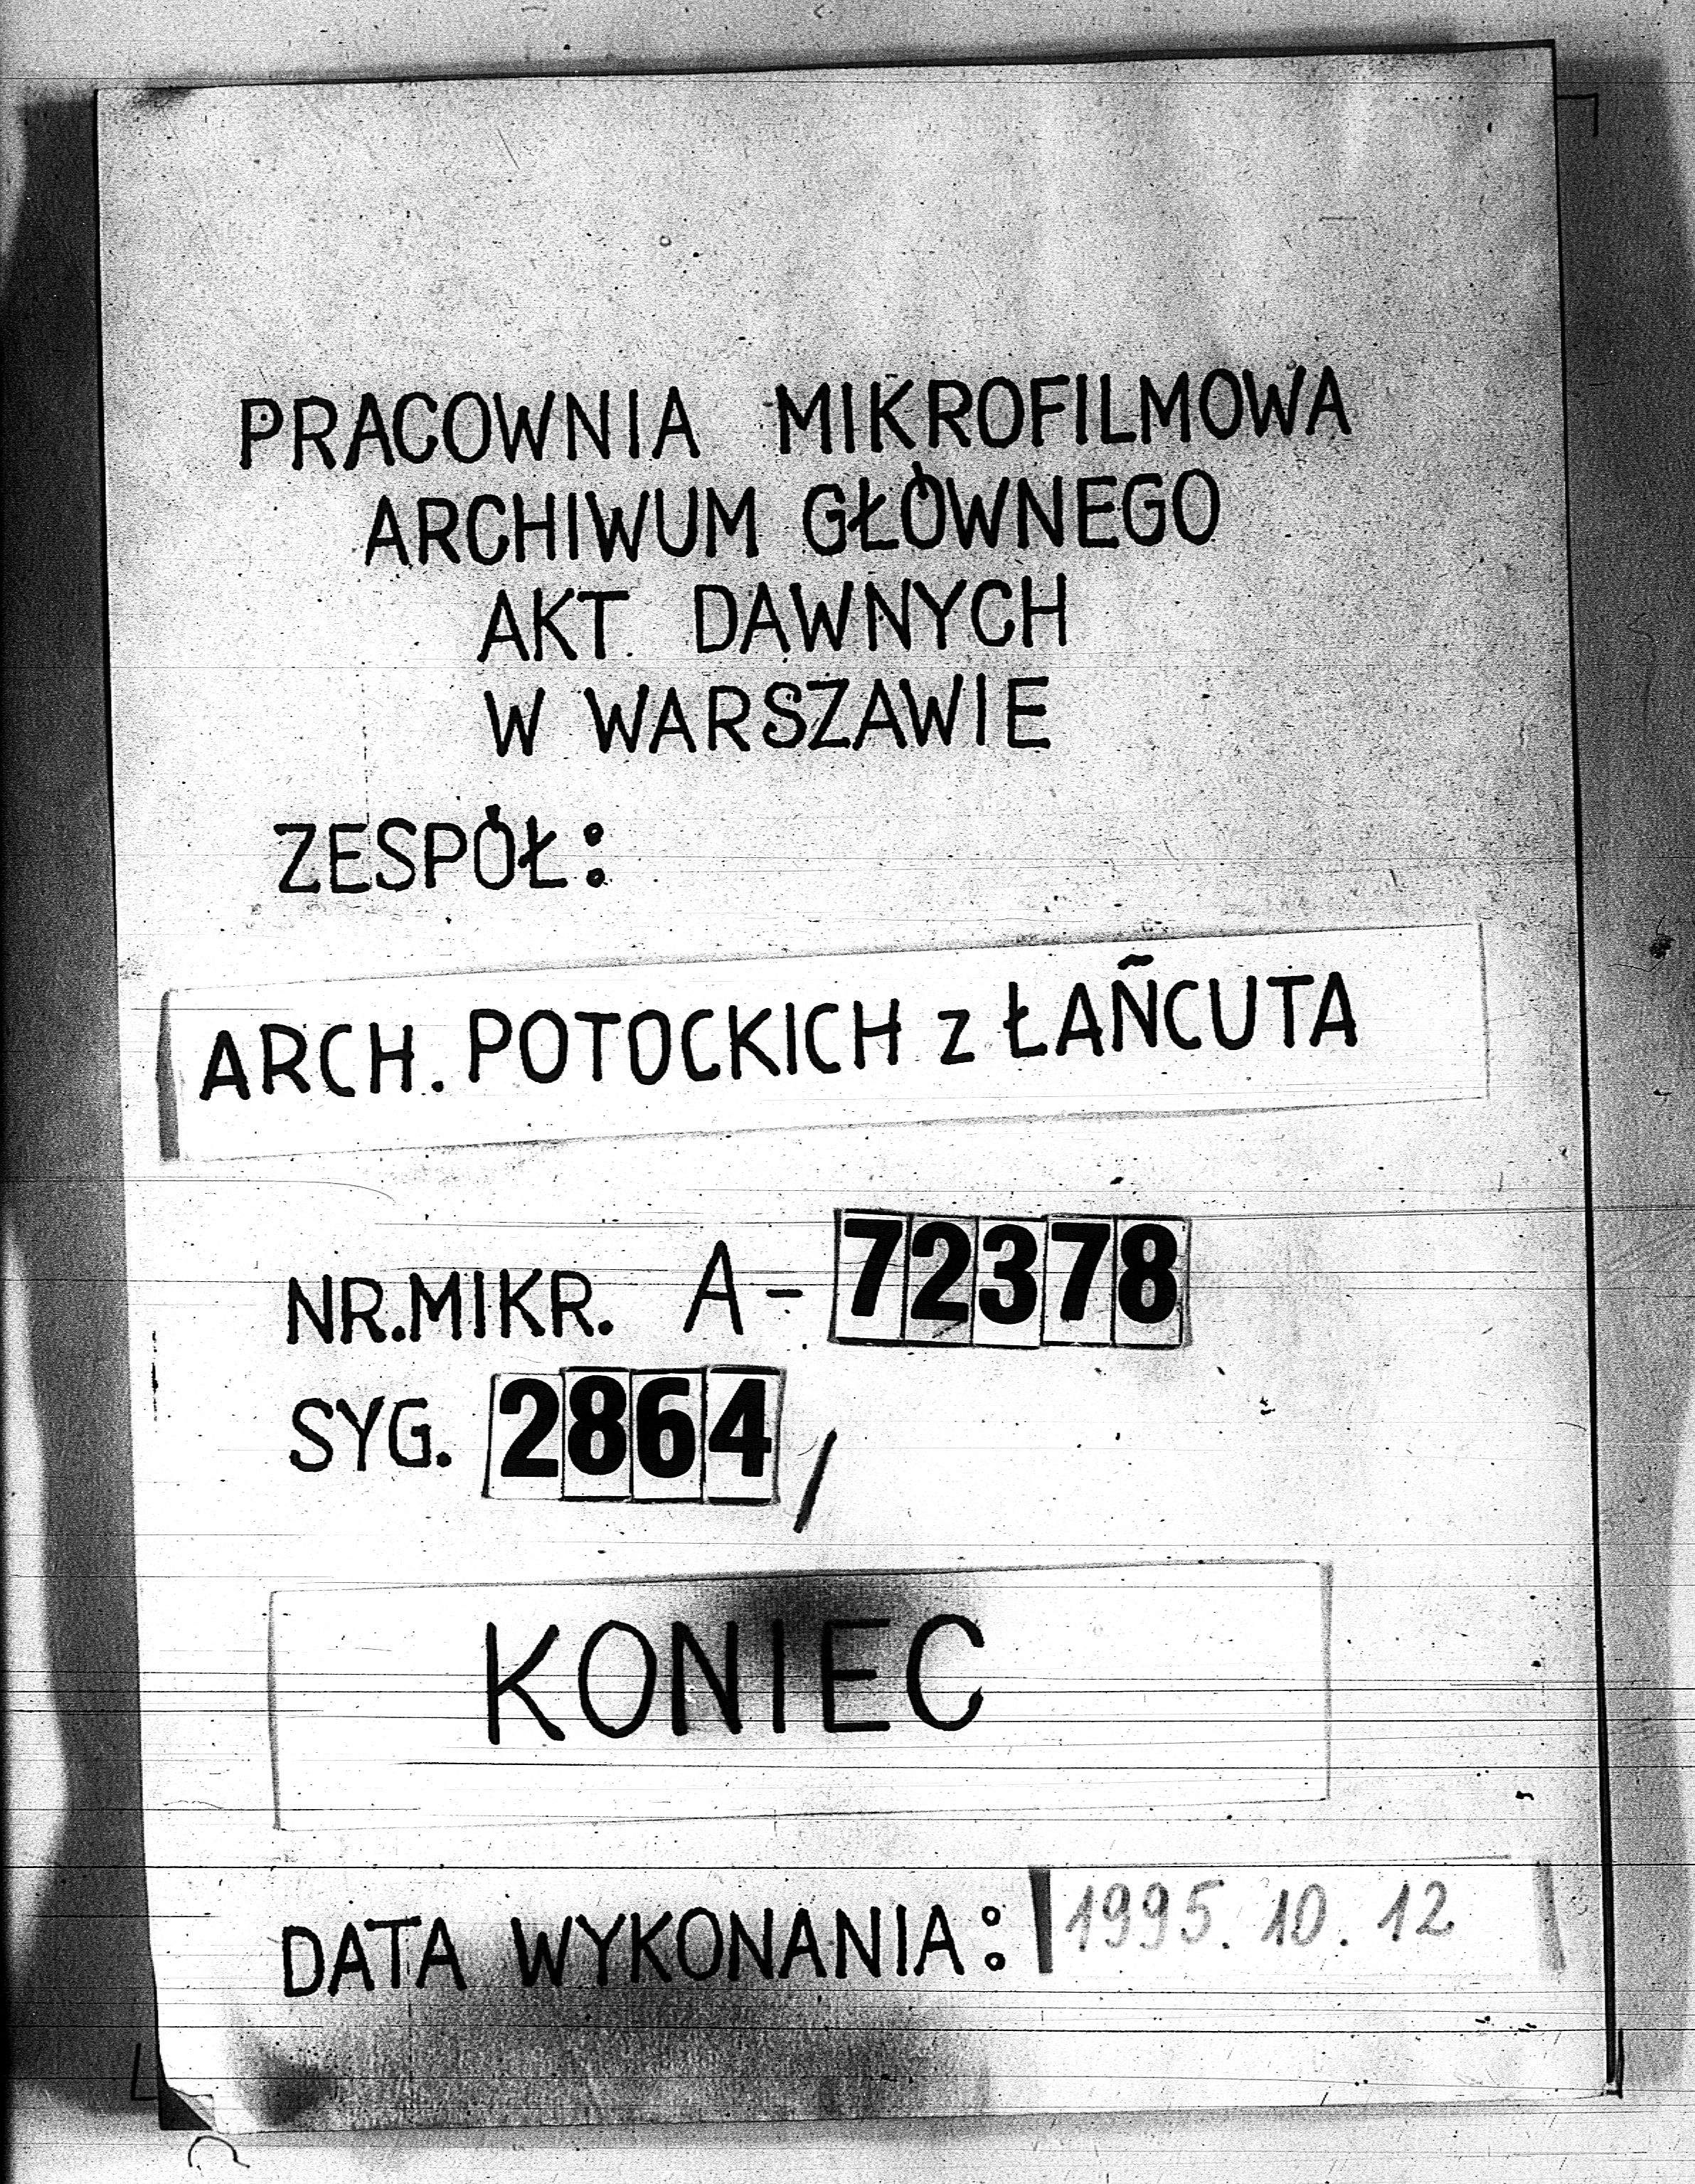 PRACOWNIA MIKROFILMOWA
ARCHIWUM GŁÓWNEGO
AKT DAWNYCH
W WARSZAWIE
ZESPÓŁ:
ARCH. POTOCKICH z ŁAŃCUTA
NR.MIKR. A-72378
SYG. 2864/
KONIEC
DATA WYKONANIA: 1995.10.12